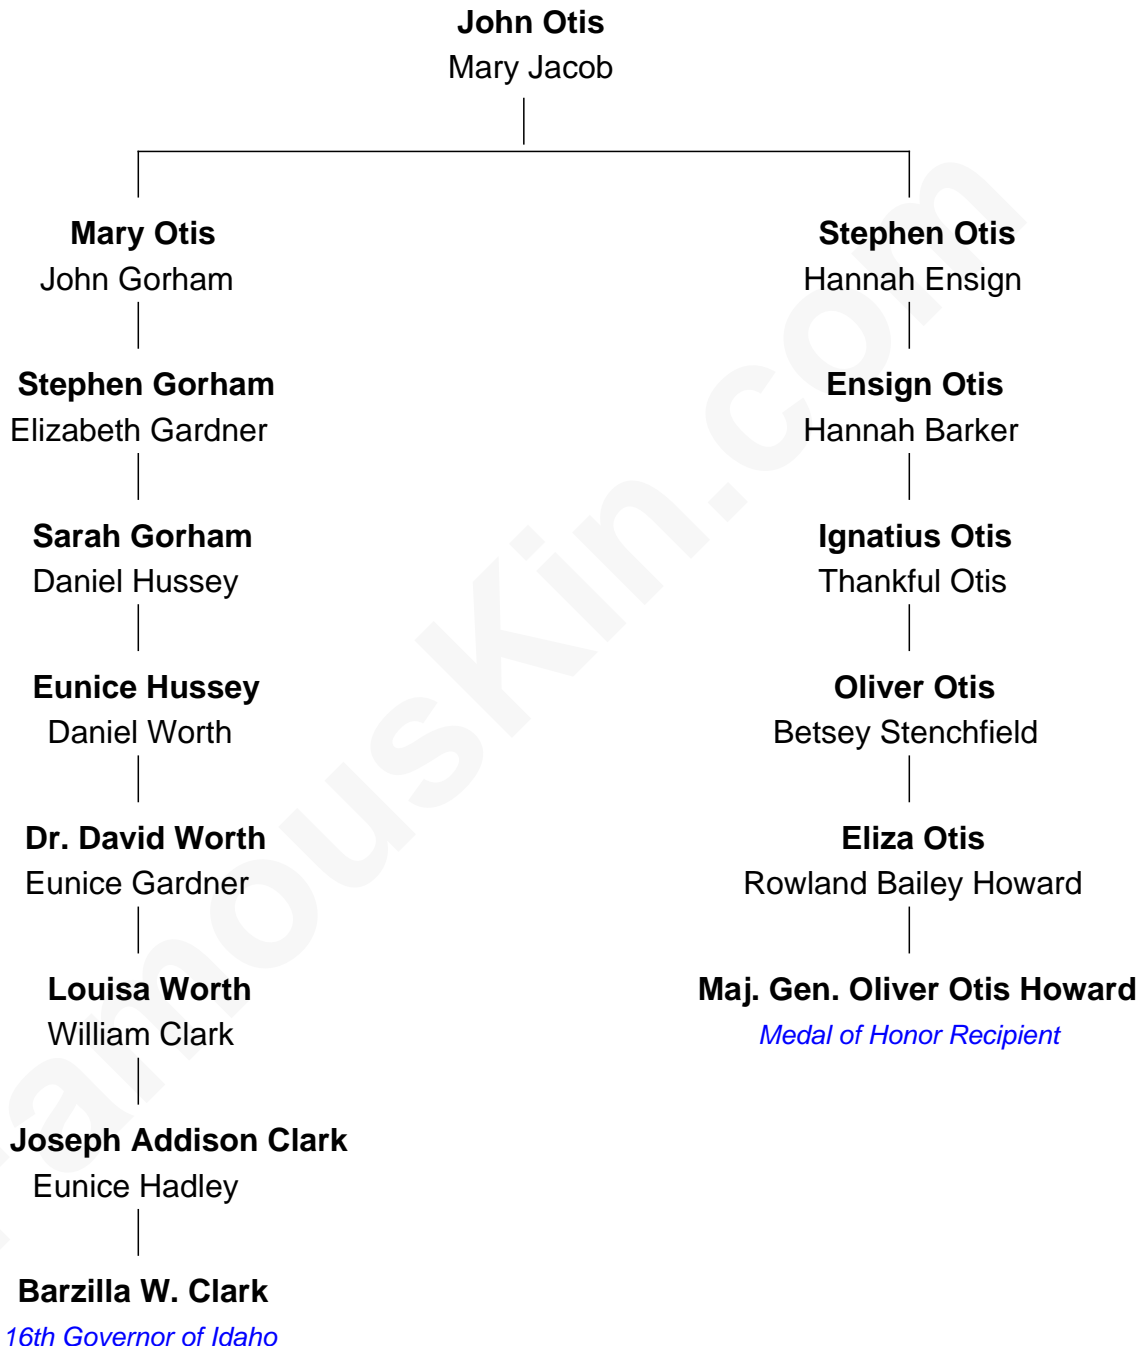 John Otis
Mary Jacob
Mary Otis
John Gorham
Stephen Otis
Hannah Ensign
Stephen Gorham
Elizabeth Gardner
Ensign Otis
Hannah Barker
Sarah Gorham
Daniel Hussey
Ignatius Otis
Thankful Otis
Eunice Hussey
Daniel Worth
Oliver Otis
Betsey Stenchfield
Dr. David Worth
Eunice Gardner
Eliza Otis
Rowland Bailey Howard
Louisa Worth
William Clark
Maj. Gen. Oliver Otis Howard
Medal of Honor Recipient
Joseph Addison Clark
Eunice Hadley
Barzilla W. Clark
16th Governor of Idaho
FamousKin.com